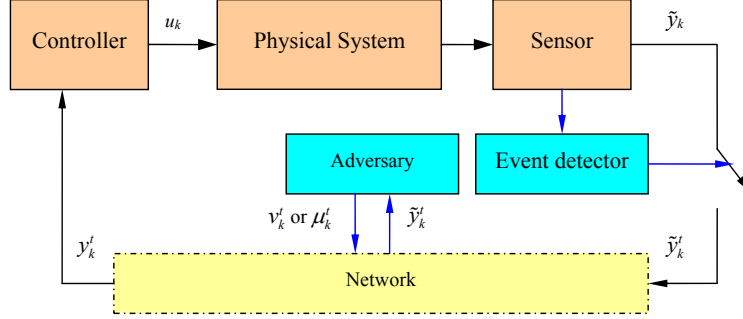 Controller
u_k
Physical System
Sensor
ỹ_k
Adversary
Event detector
v_k^t or μ_k^t
ỹ_k^t
y_k^t
ỹ_k^t
Network